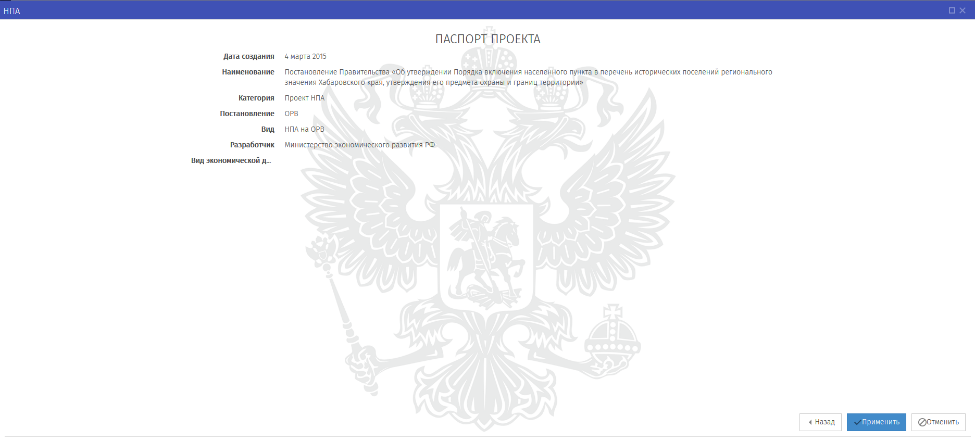 НПА
ПАСПОРТ ПРОЕКТА
Дата создания 4 марта 2015
Наименование Постановление Правительства «Об утверждении Порядка включения населенного пункта в перечень исторических поселений регионального
значения Хабаровского края, утверждения его предмета охраны и границ территории»
Категория Проект НПА
Постановление ОРВ
Вид НПА на ОРВ
Разработчик Министерство экономического развития РФ
Вид экономической д...
Назад Применить Отменить